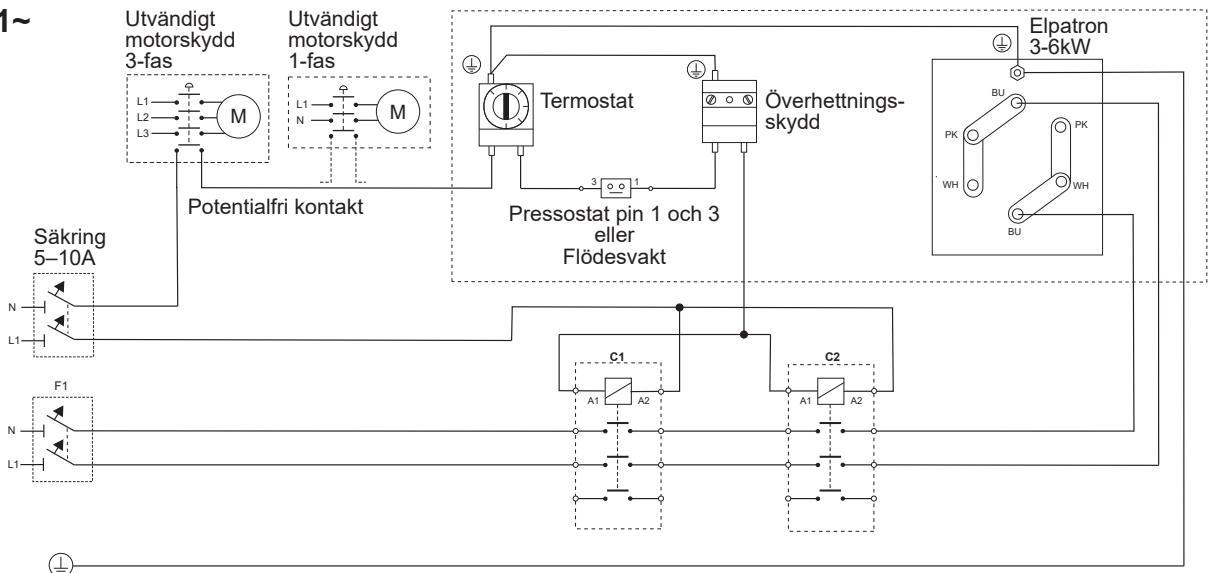 1~
Utvändigt
motorskydd
3-fas
Utvändigt
motorskydd
1-fas
Elpatron
3-6kW
L1
L2
L3
M
L1
N
M
Termostat
Överhettnings-
skydd
BU
PK
PK
WH
WH
BU
3
1
Potentialfri kontakt
Pressostat pin 1 och 3
eller
Flödesvakt
Säkring
5–10A
N
L1
C1
C2
A1
A2
A1
A2
F1
N
L1